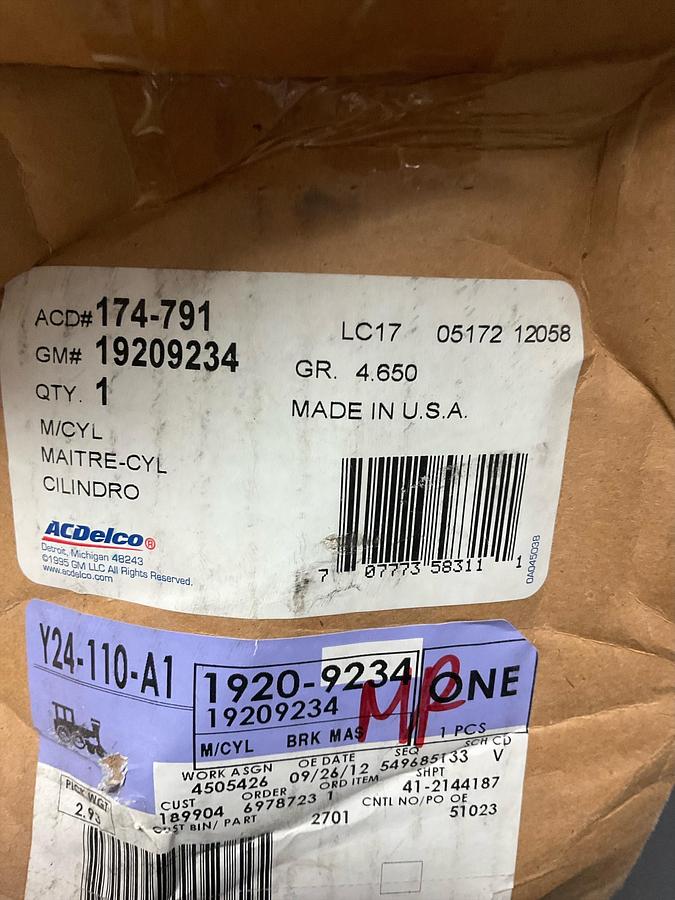 ACD# 174-791
GM# 19209234
QTY. 1
M/CYL
MAITRE-CYL
CILINDRO
LC17 05172 12058
GR. 4.650
MADE IN U.S.A.
7 07773 58311 1
0A045038
ACDelco®
Detroit, Michigan 48243
©1995 GM LLC All Rights Reserved.
www.acdelco.com
Y24-110-A1
1920-9234
19209234
M/CYL BRK MAS
MP
ONE
1 PCS
PICK WGT
2.93
WORK ASGN OE DATE SEQ SCH CD
4505426 09/26/12 549685133 V
CUST ORDER ORD ITEM SHPT
189904 6978723 1 41-2144187
CUST BIN/ PART 2701 CNTL NO/PO OE
51023